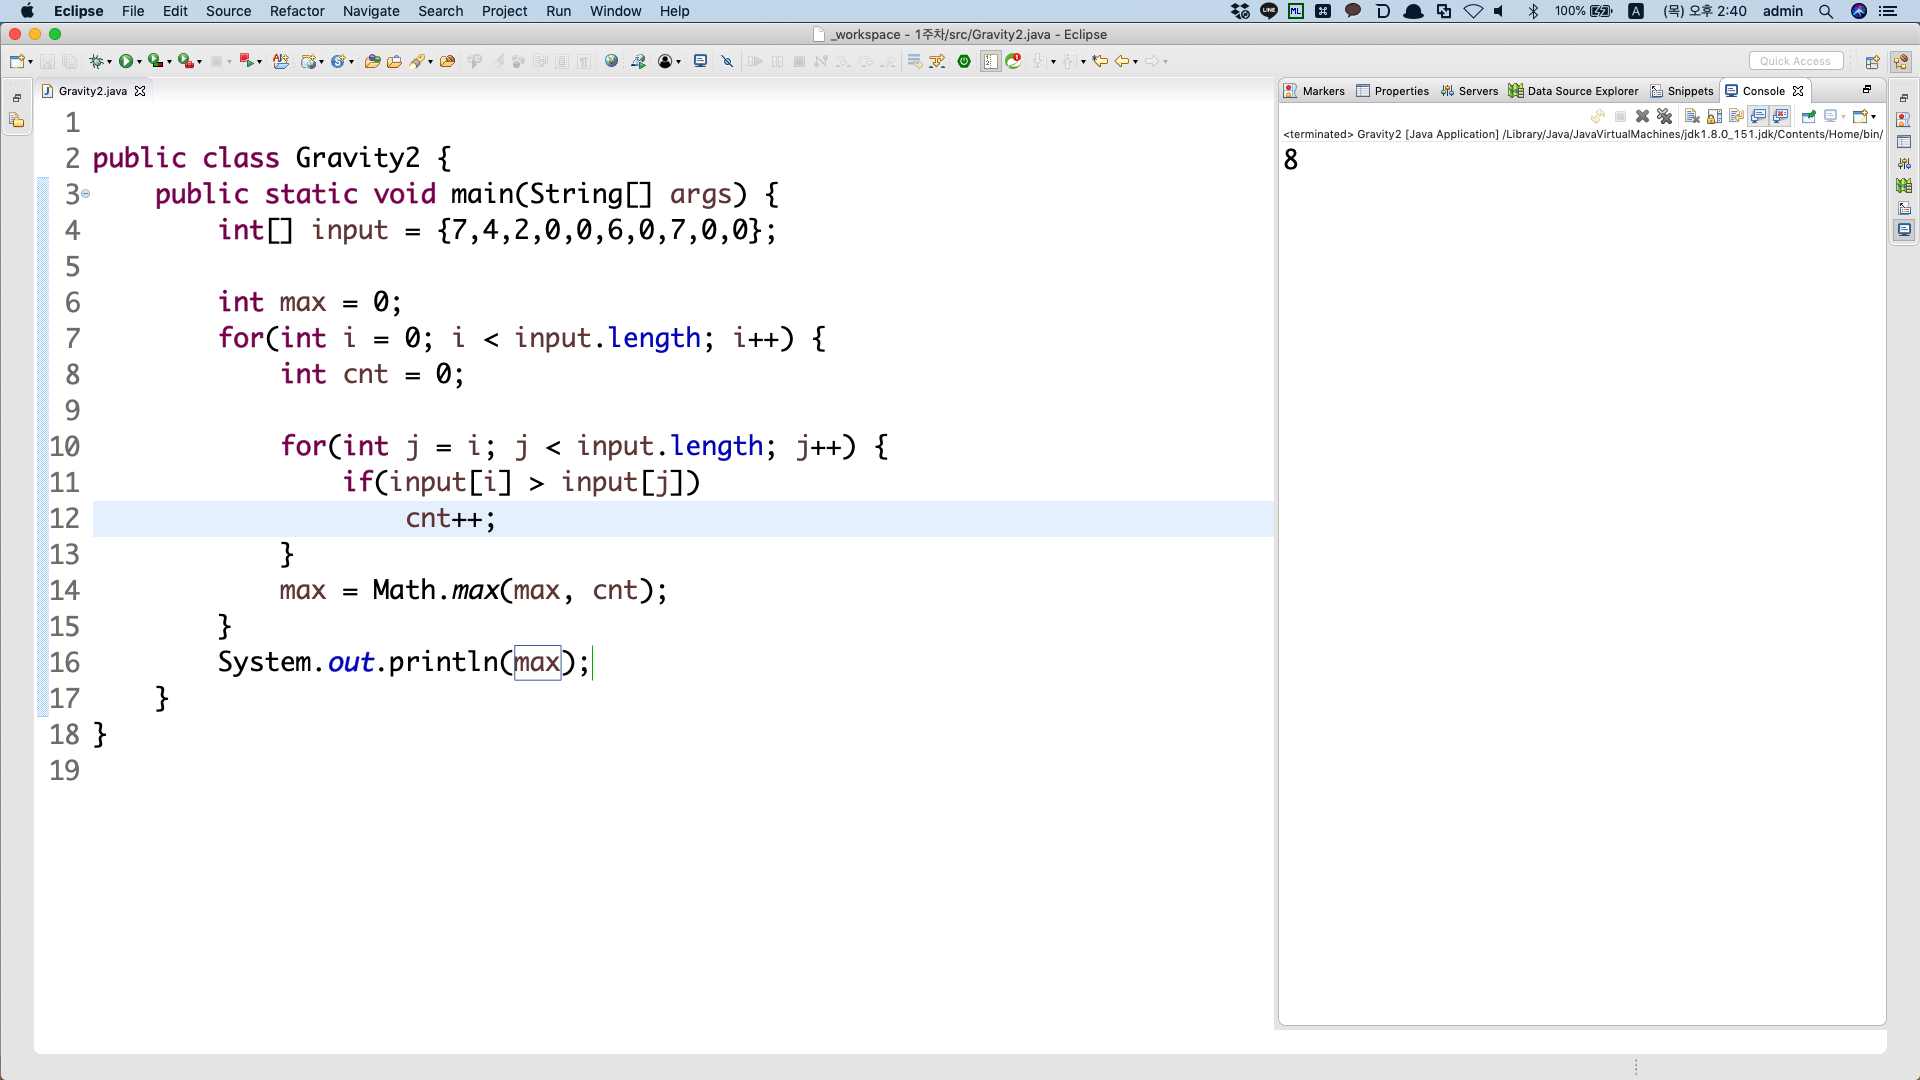 Eclipse File Edit Source Refactor Navigate Search Project Run Window Help 100% A (목) 오후 2:40 admin
_workspace - 1주차/src/Gravity2.java - Eclipse
Quick Access
Gravity2.java
Markers Properties Servers Data Source Explorer Snippets Console
<terminated> Gravity2 [Java Application] /Library/Java/JavaVirtualMachines/jdk1.8.0_151.jdk/Contents/Home/bin/
8
1
2 public class Gravity2 {
3 public static void main(String[] args) {
4 int[] input = {7,4,2,0,0,6,0,7,0,0};
5
6 int max = 0;
7 for(int i = 0; i < input.length; i++) {
8 int cnt = 0;
9
10 for(int j = i; j < input.length; j++) {
11 if(input[i] > input[j])
12 cnt++;
13 }
14 max = Math.max(max, cnt);
15 }
16 System.out.println(max);
17 }
18 }
19